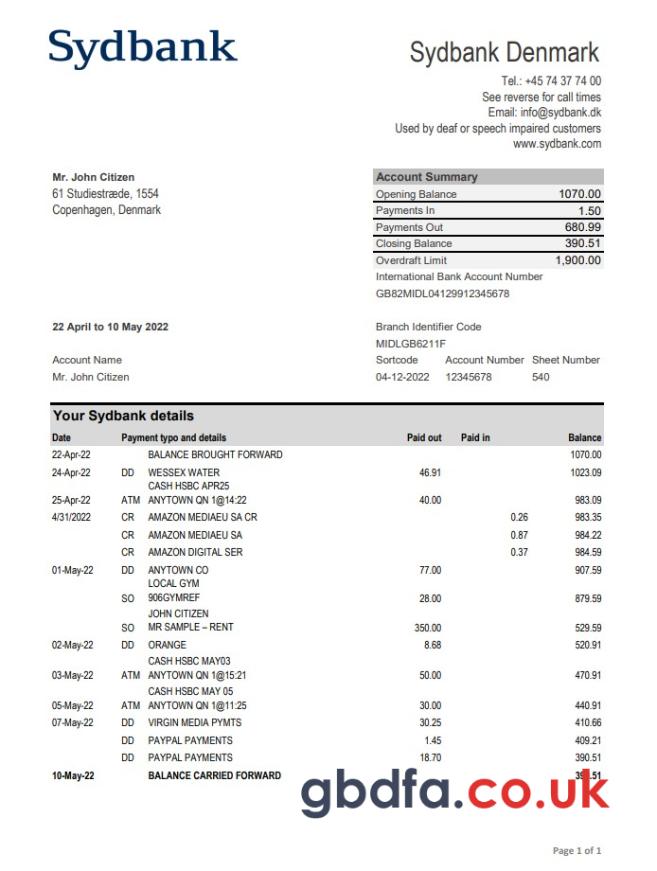 Sydbank
Sydbank Denmark
Tel.: +45 74 37 74 00
See reverse for call times
Email: info@sydbank.dk
Used by deaf or speech impaired customers
www.sydbank.com
Mr. John Citizen
61 Studiestræde, 1554
Copenhagen, Denmark
Account Summary
Opening Balance 1070.00
Payments In 1.50
Payments Out 680.99
Closing Balance 390.51
Overdraft Limit 1,900.00
International Bank Account Number
GB82MIDL04129912345678
22 April to 10 May 2022
Branch Identifier Code
MIDLGB6211F
Account Name
Mr. John Citizen
Sortcode Account Number Sheet Number
04-12-2022 12345678 540
Your Sydbank details
Date Payment typo and details Paid out Paid in Balance
22-Apr-22 BALANCE BROUGHT FORWARD 1070.00
24-Apr-22 DD WESSEX WATER 46.91 1023.09
CASH HSBC APR25
25-Apr-22 ATM ANYTOWN QN 1@14:22 40.00 983.09
4/31/2022 CR AMAZON MEDIAEU SA CR 0.26 983.35
CR AMAZON MEDIAEU SA 0.87 984.22
CR AMAZON DIGITAL SER 0.37 984.59
01-May-22 DD ANYTOWN CO 77.00 907.59
LOCAL GYM
SO 906GYMREF 28.00 879.59
JOHN CITIZEN
SO MR SAMPLE – RENT 350.00 529.59
02-May-22 DD ORANGE 8.68 520.91
CASH HSBC MAY03
03-May-22 ATM ANYTOWN QN 1@15:21 50.00 470.91
CASH HSBC MAY 05
05-May-22 ATM ANYTOWN QN 1@11:25 30.00 440.91
07-May-22 DD VIRGIN MEDIA PYMTS 30.25 410.66
DD PAYPAL PAYMENTS 1.45 409.21
DD PAYPAL PAYMENTS 18.70 390.51
10-May-22 BALANCE CARRIED FORWARD
gbdfa.co.uk
Page 1 of 1